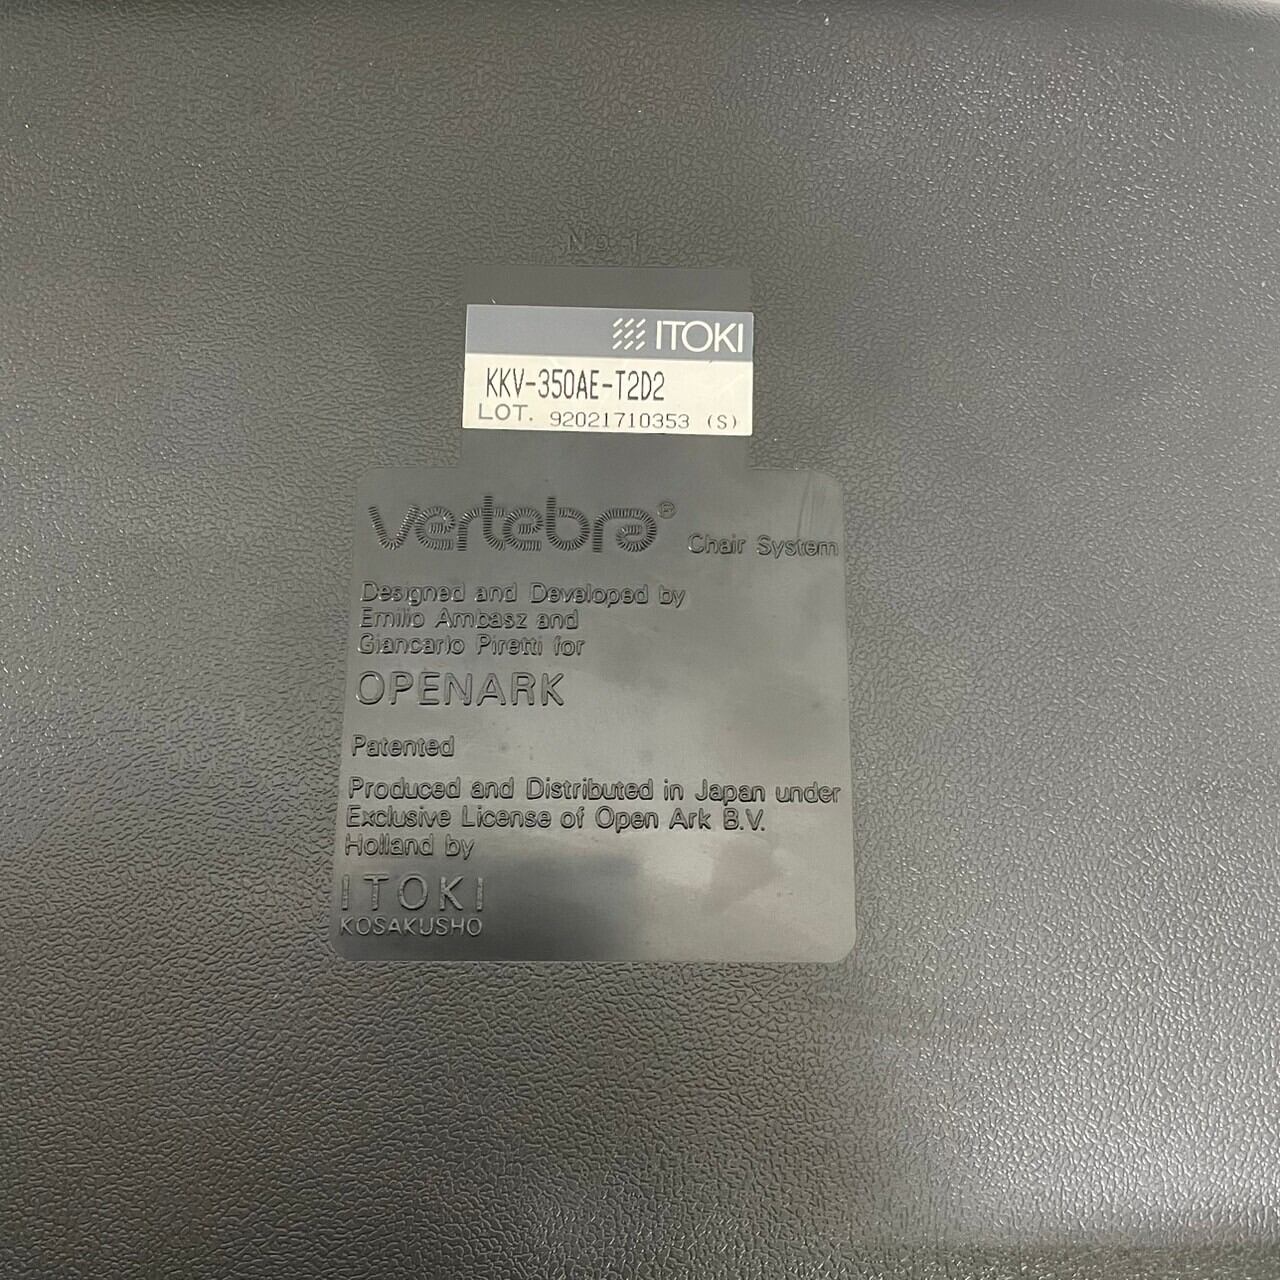 No 1
ITOKI
KKV-350AE-T2D2
LOT. 92021710353 (S)
vertebra® Chair System
Designed and Developed by
Emilio Ambasz and
Giancarlo Piretti for
OPENARK
Patented
Produced and Distributed in Japan under
Exclusive License of Open Ark B.V.
Holland by
ITOKI
KOSAKUSHO